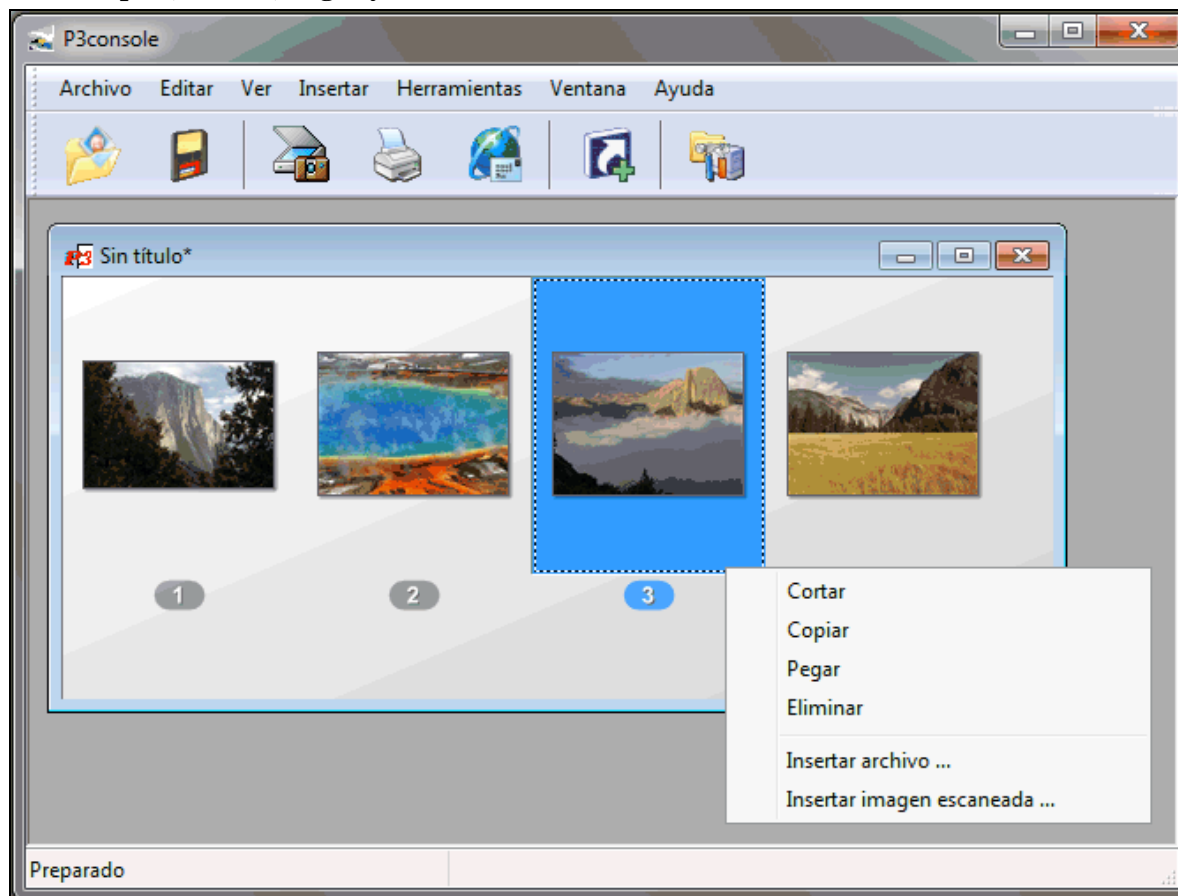 P3console
Archivo Editar Ver Insertar Herramientas Ventana Ayuda
P3 Sin título*
1 2 3
Cortar
Copiar
Pegar
Eliminar
Insertar archivo ...
Insertar imagen escaneada ...
Preparado